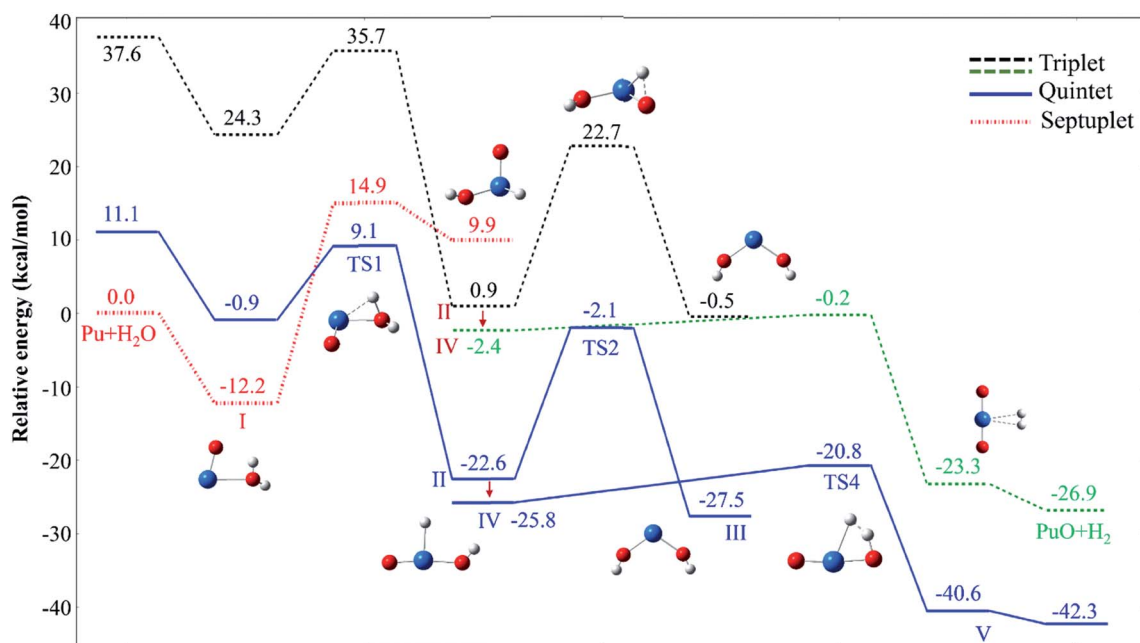 40
30
20
10
0
-10
-20
-30
-40
Relative energy (kcal/mol)
Triplet
Quintet
Septuplet
37.6
24.3
35.7
0.9
II
22.7
-0.5
0.0
Pu+H₂O
-12.2
I
14.9
9.9
11.1
-0.9
9.1
TS1
-22.6
II
-2.1
TS2
-27.5
III
IV
-25.8
-20.8
TS4
-40.6
V
-42.3
IV
-2.4
-0.2
-23.3
-26.9
PuO+H₂